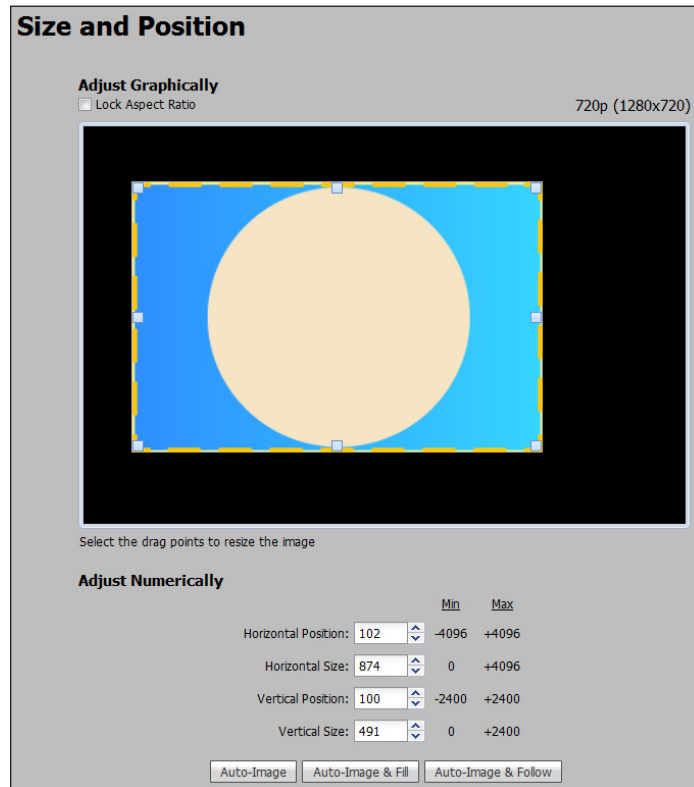 Size and Position
Adjust Graphically
Lock Aspect Ratio
720p (1280x720)
Select the drag points to resize the image
Adjust Numerically
Min Max
Horizontal Position: 102 -4096 +4096
Horizontal Size: 874 0 +4096
Vertical Position: 100 -2400 +2400
Vertical Size: 491 0 +2400
Auto-Image Auto-Image & Fill Auto-Image & Follow